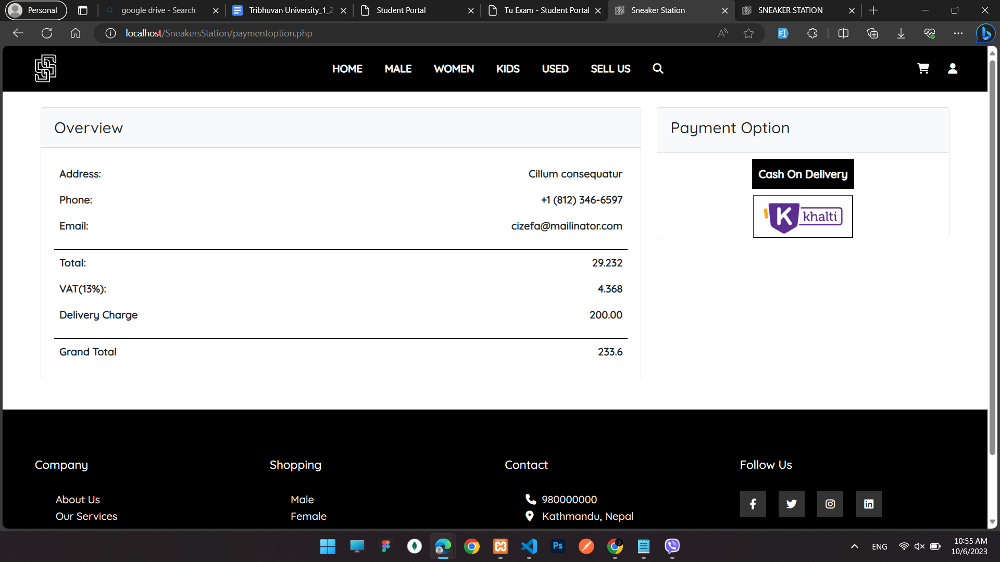 Personal
google drive - Search
Tribhuvan University_1_2
Student Portal
Tu Exam - Student Portal
Sneaker Station
SNEAKER STATION
localhost/SneakersStation/paymentoption.php
HOME MALE WOMEN KIDS USED SELL US
Overview
Address: Cillum consequatur
Phone: +1 (812) 346-6597
Email: cizefa@mailinator.com
Total: 29.232
VAT(13%): 4.368
Delivery Charge 200.00
Grand Total 233.6
Payment Option
Cash On Delivery
K khalti
Company
About Us
Our Services
Shopping
Male
Female
Contact
980000000
Kathmandu, Nepal
Follow Us
Ps
ENG
10:55 AM
10/6/2023